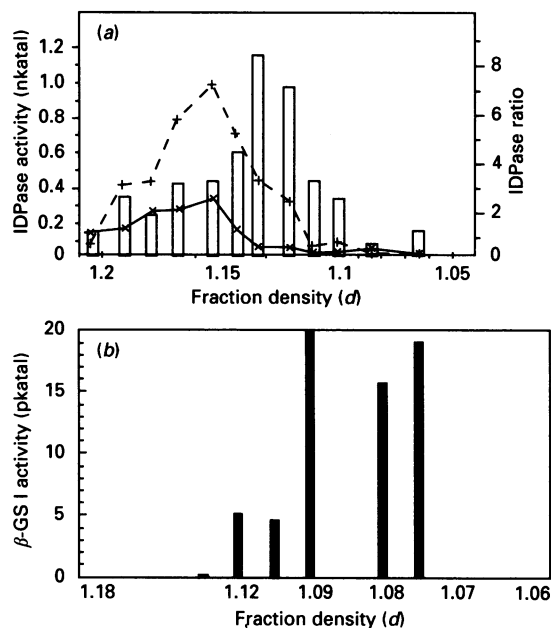 (a)
IDPase activity (nkatal)
1.2
1.0
0.8
0.6
0.4
0.2
0
8
6
4
2
0
IDPase ratio
1.2 1.15 1.1 1.05
Fraction density (d)
(b)
β-GS I activity (pkatal)
20
15
10
5
0
1.18 1.12 1.09 1.08 1.07 1.06
Fraction density (d)